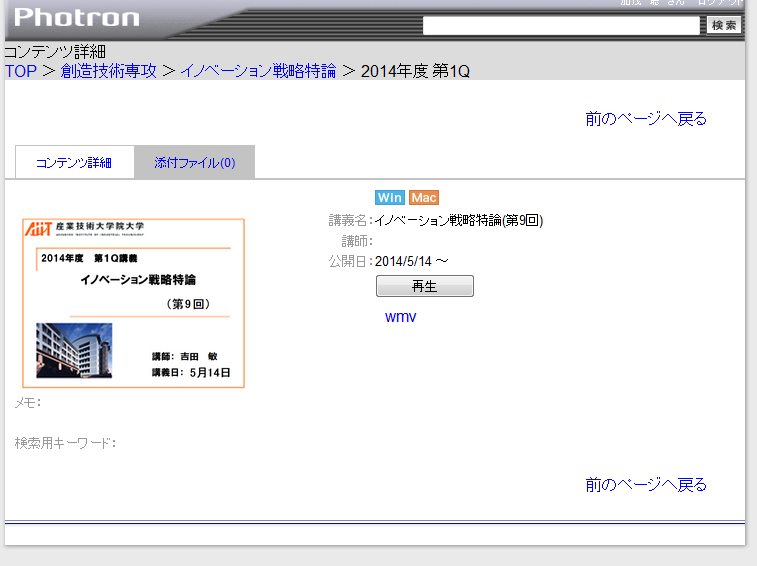 Photron
さん ログアウト
検索
コンテンツ詳細
TOP > 創造技術専攻 > イノベーション戦略特論 > 2014年度 第1Q
前のページへ戻る
コンテンツ詳細
添付ファイル(0)
Win Mac
講義名:イノベーション戦略特論(第9回)
講師:
公開日:2014/5/14 ～
再生
wmv
AIIT 産業技術大学院大学
ADVANCED INSTITUTE OF INDUSTRIAL TECHNOLOGY
2014年度 第1Q講義
イノベーション戦略特論
(第9回)
講師: 吉田 敏
講義日: 5月14日
メモ:
検索用キーワード:
前のページへ戻る